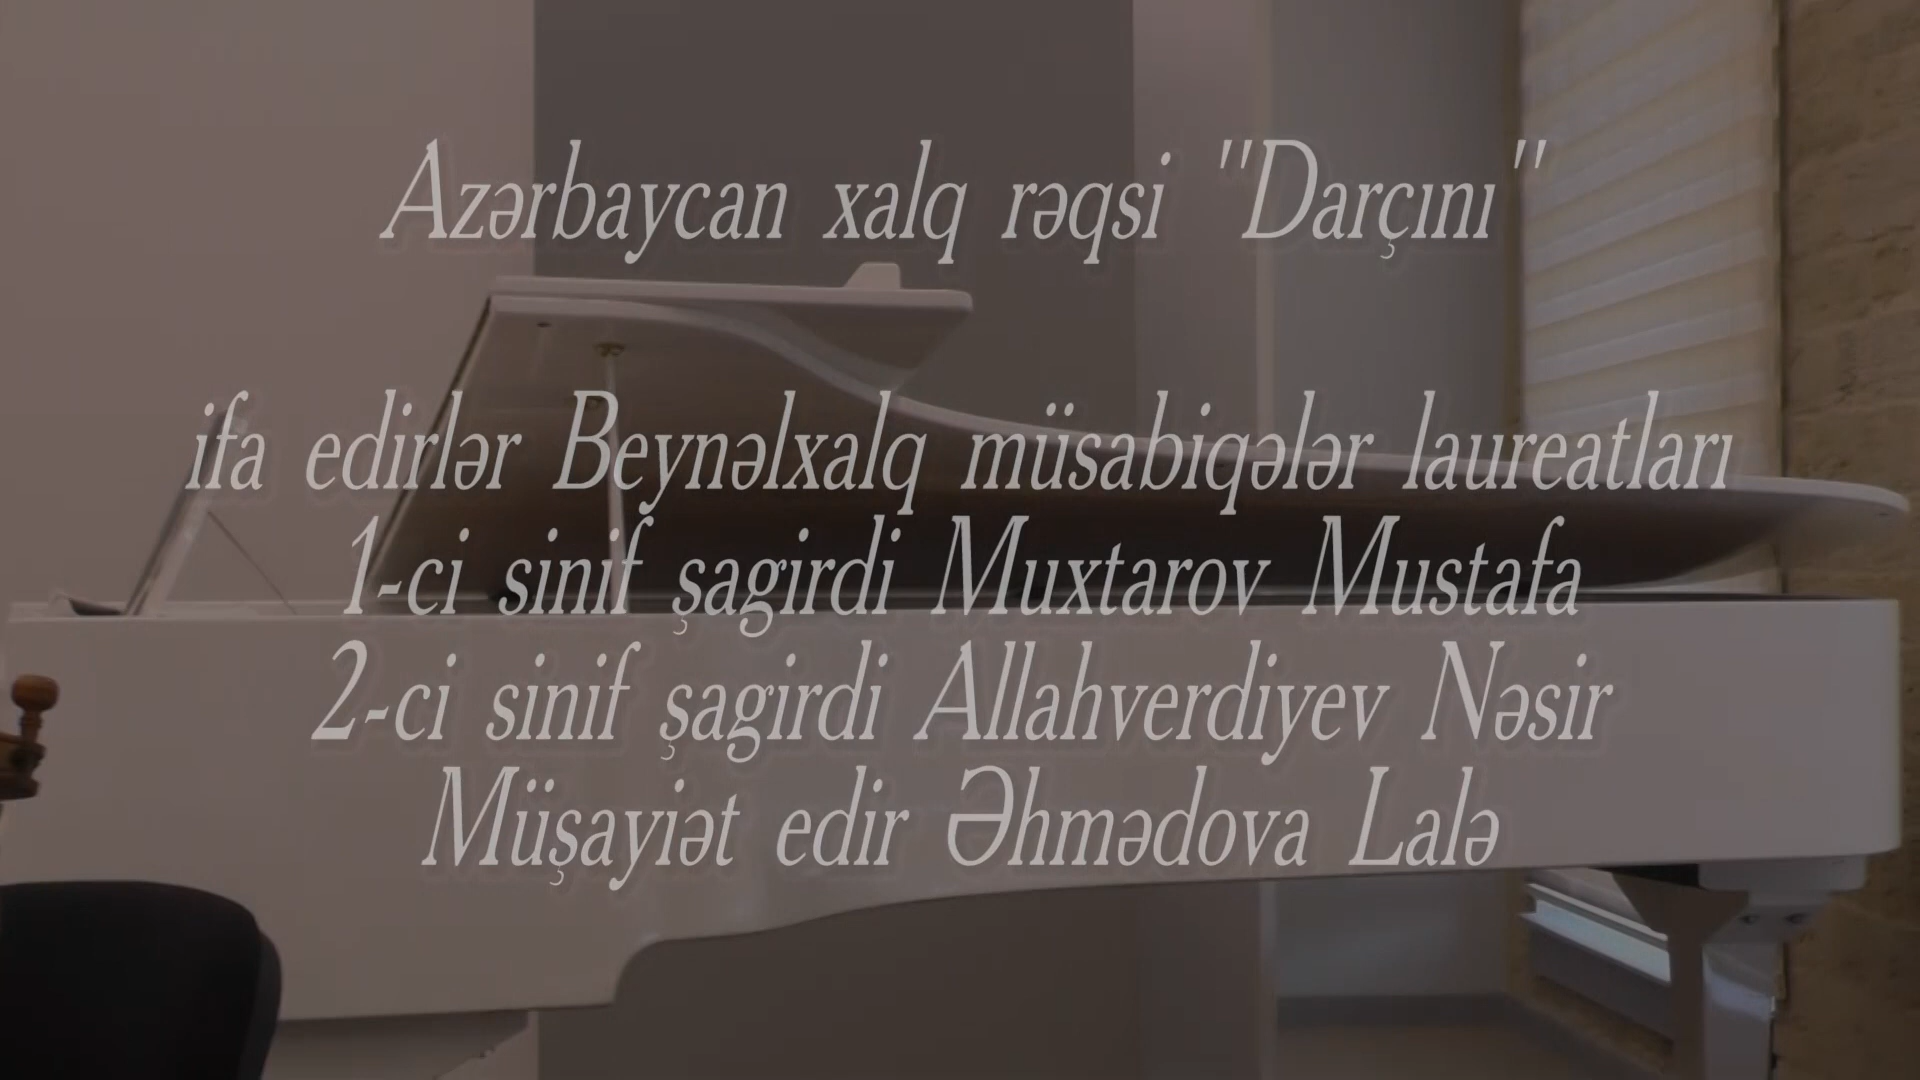 Azərbaycan xalq rəqsi "Darçını"
ifa edirlər Beynəlxalq müsabiqələr laureatları
1-ci sinif şagirdi Muxtarov Mustafa
2-ci sinif şagirdi Allahverdiyev Nəsir
Müşayiət edir Əhmədova Lalə